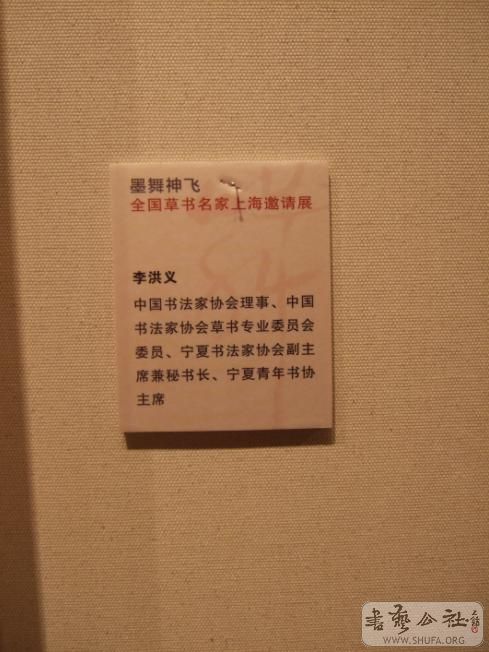 墨舞神飞
全国草书名家上海邀请展
李洪义
中国书法家协会理事、中国
书法家协会草书专业委员会
委员、宁夏书法家协会副主
席兼秘书长、宁夏青年书协
主席
書藝公社
WWW.SHUFA.ORG